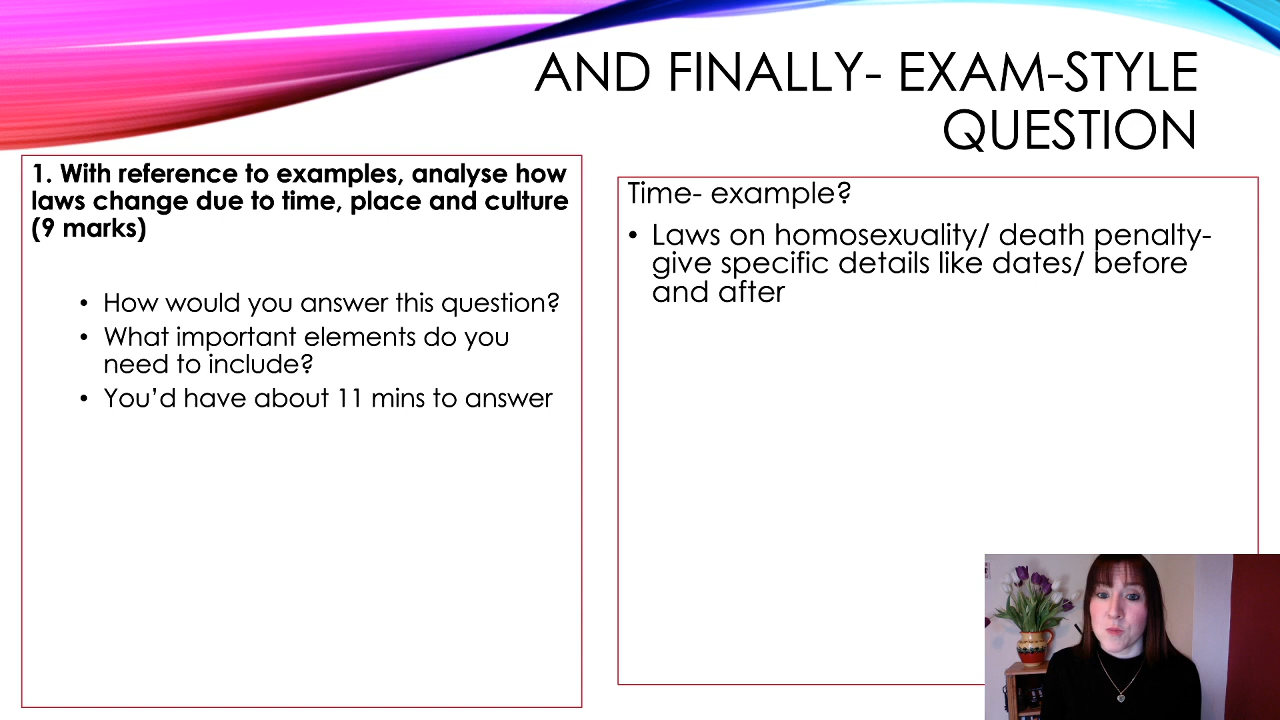 AND FINALLY- EXAM-STYLE
QUESTION
1. With reference to examples, analyse how
laws change due to time, place and culture
(9 marks)
• How would you answer this question?
• What important elements do you
need to include?
• You'd have about 11 mins to answer
Time- example?
• Laws on homosexuality/ death penalty-
give specific details like dates/ before
and after